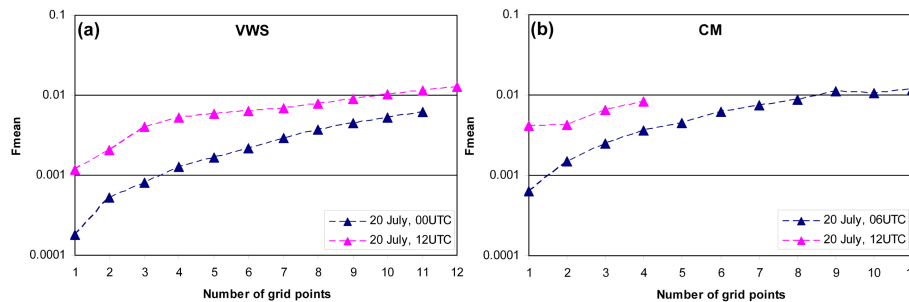 (a) VWS
0.1
0.01
0.001
0.0001
Fmean
1 2 3 4 5 6 7 8 9 10 11 12
Number of grid points
20 July, 00UTC
20 July, 12UTC
(b) CM
0.1
0.01
0.001
0.0001
Fmean
1 2 3 4 5 6 7 8 9 10 1
Number of grid points
20 July, 06UTC
20 July, 12UTC